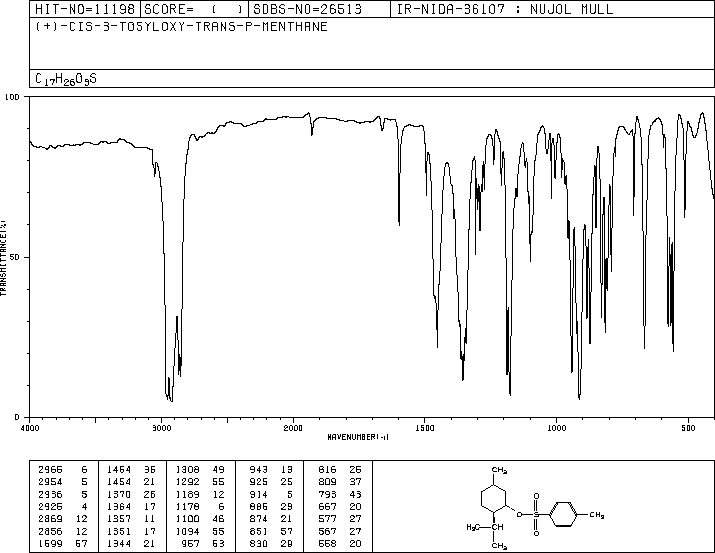 HIT-NO=11198 SCORE= ( ) SDBS-NO=26513 IR-NIDA-36107 : NUJOL MULL
(+)-CIS-3-TOSYLOXY-TRANS-P-MENTHANE
C17H26O3S
100
50
0
TRANSMITTANCE(%)
4000 3000 2000 1500 1000 500
WAVENUMBER(-1)
2965 6 1464 35 1308 49 943 13 816 25
2954 5 1454 21 1292 55 925 25 809 37
2936 5 1370 25 1189 12 914 5 793 43
2925 4 1364 17 1178 6 886 29 667 20
2869 12 1357 11 1100 46 874 21 577 27
2856 12 1351 17 1094 55 851 57 567 27
1599 57 1344 21 957 53 830 29 558 20
CH3
O
O-S-CH3
O
H3C-CH
CH3